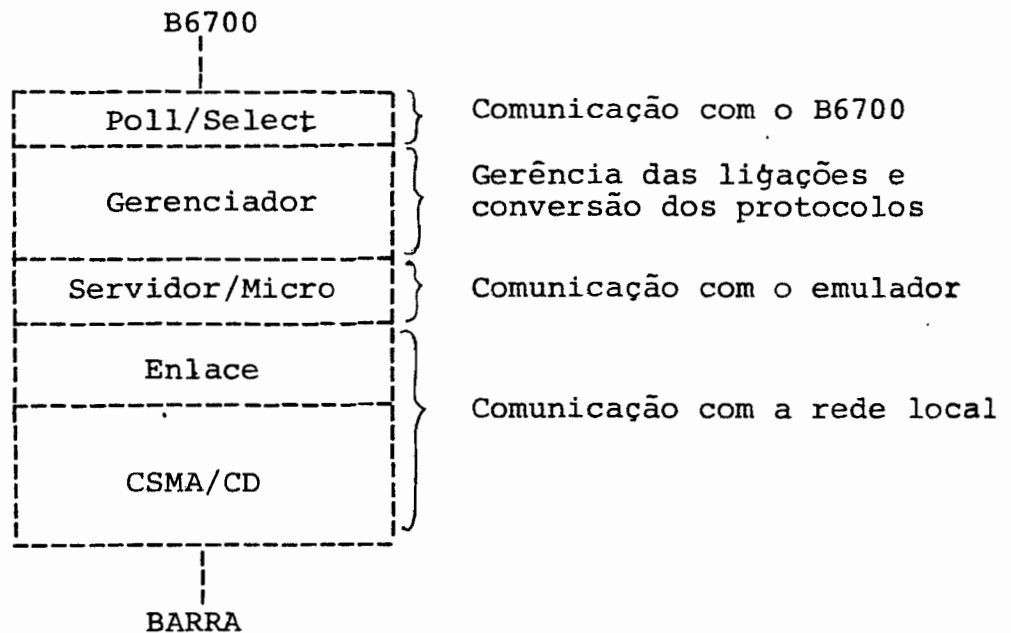 B6700
Poll/Select
Comunicação com o B6700
Gerenciador
Gerência das ligações e
conversão dos protocolos
Servidor/Micro
Comunicação com o emulador
Enlace
Comunicação com a rede local
CSMA/CD
BARRA